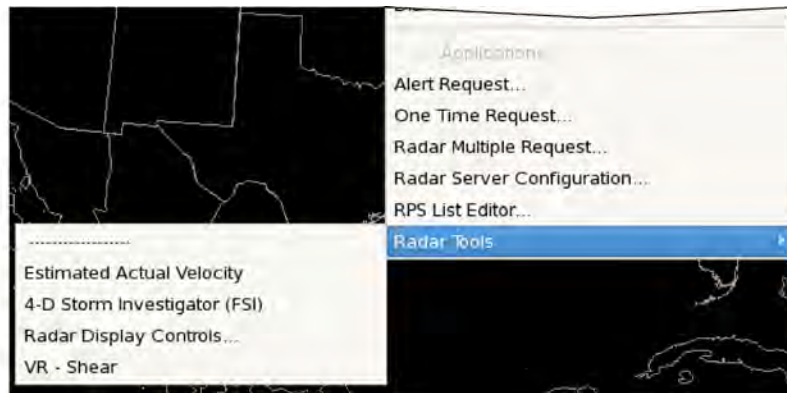 Applications
Alert Request...
One Time Request...
Radar Multiple Request...
Radar Server Configuration...
RPS List Editor...
Radar Tools
-------------------
Estimated Actual Velocity
4-D Storm Investigator (FSI)
Radar Display Controls...
VR - Shear